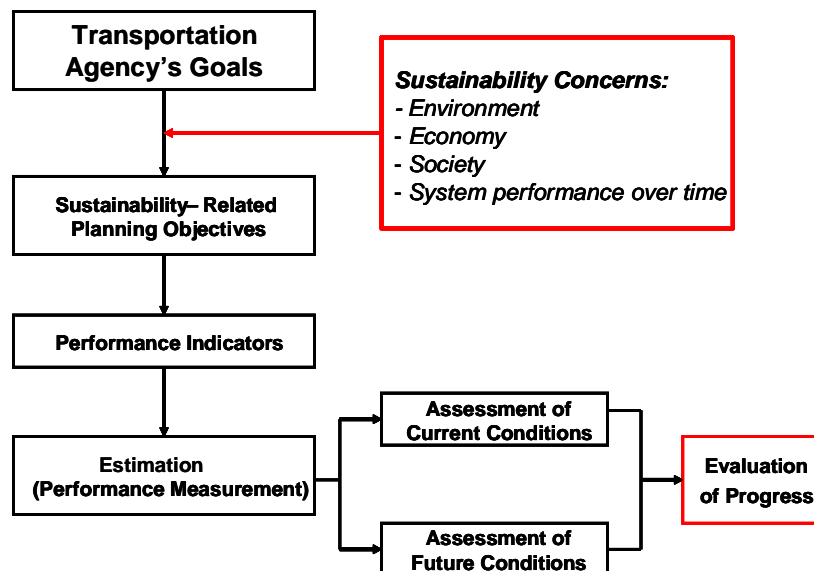 Transportation
Agency's Goals
Sustainability Concerns:
- Environment
- Economy
- Society
- System performance over time
Sustainability– Related
Planning Objectives
Performance Indicators
Estimation
(Performance Measurement)
Assessment of
Current Conditions
Assessment of
Future Conditions
Evaluation
of Progress